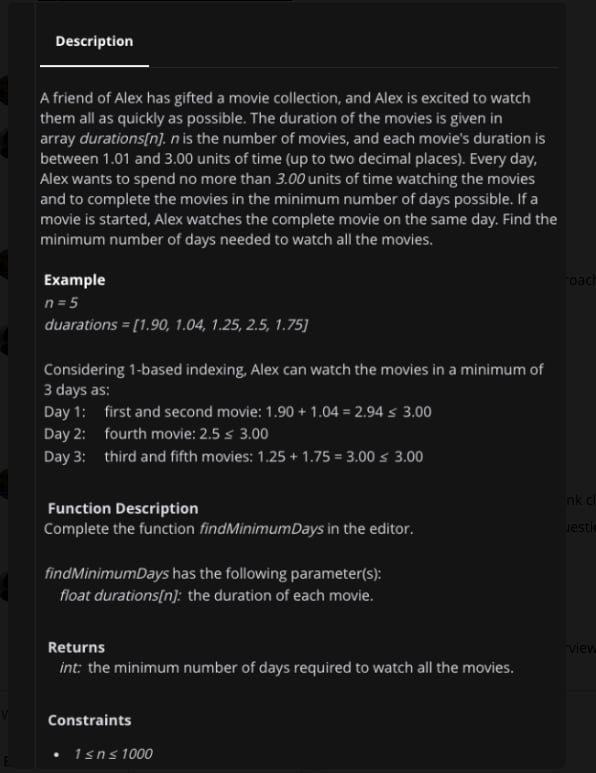 Description
A friend of Alex has gifted a movie collection, and Alex is excited to watch
them all as quickly as possible. The duration of the movies is given in
array durations[n]. n is the number of movies, and each movie's duration is
between 1.01 and 3.00 units of time (up to two decimal places). Every day,
Alex wants to spend no more than 3.00 units of time watching the movies
and to complete the movies in the minimum number of days possible. If a
movie is started, Alex watches the complete movie on the same day. Find the
minimum number of days needed to watch all the movies.
Example
n = 5
duarations = [1.90, 1.04, 1.25, 2.5, 1.75]
Considering 1-based indexing, Alex can watch the movies in a minimum of
3 days as:
Day 1: first and second movie: 1.90 + 1.04 = 2.94 ≤ 3.00
Day 2: fourth movie: 2.5 ≤ 3.00
Day 3: third and fifth movies: 1.25 + 1.75 = 3.00 ≤ 3.00
Function Description
Complete the function findMinimumDays in the editor.
findMinimumDays has the following parameter(s):
float durations[n]: the duration of each movie.
Returns
int: the minimum number of days required to watch all the movies.
Constraints
• 1 ≤ n ≤ 1000